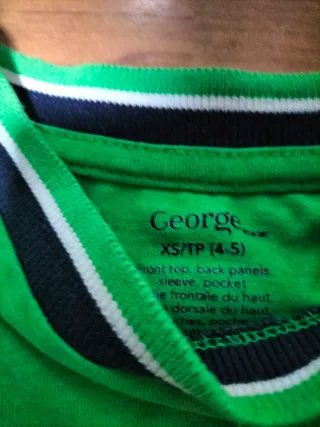 George
XS/TP (4-5)
Front top, back panels
sleeve, pocket
frontale du haut,
dorsale du haut